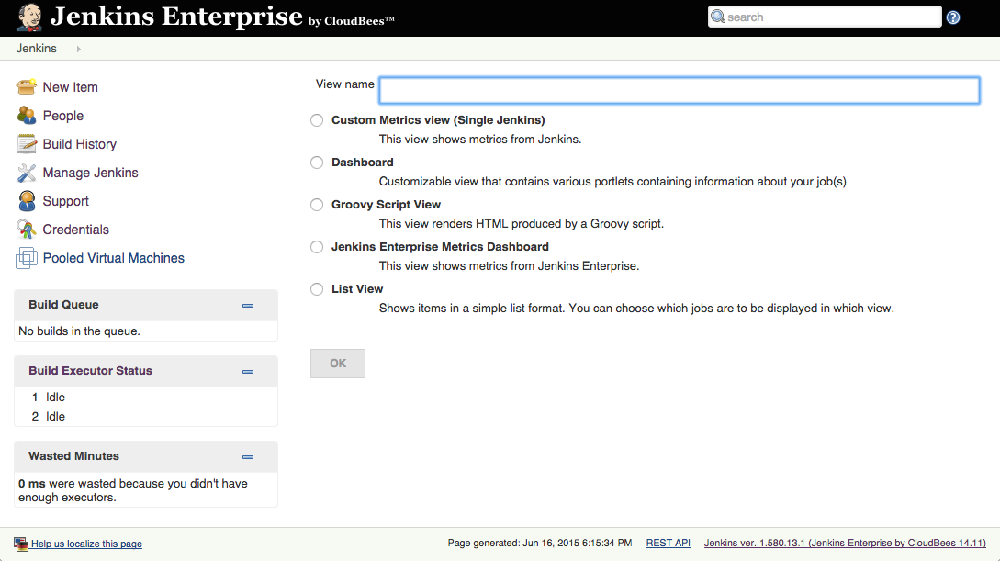 Jenkins Enterprise by CloudBees™
search
?
Jenkins
New Item
People
Build History
Manage Jenkins
Support
Credentials
Pooled Virtual Machines
Build Queue
No builds in the queue.
Build Executor Status
1 Idle
2 Idle
Wasted Minutes
0 ms were wasted because you didn't have
enough executors.
View name
Custom Metrics view (Single Jenkins)
This view shows metrics from Jenkins.
Dashboard
Customizable view that contains various portlets containing information about your job(s)
Groovy Script View
This view renders HTML produced by a Groovy script.
Jenkins Enterprise Metrics Dashboard
This view shows metrics from Jenkins Enterprise.
List View
Shows items in a simple list format. You can choose which jobs are to be displayed in which view.
OK
Help us localize this page
Page generated: Jun 16, 2015 6:15:34 PM REST API Jenkins ver. 1.580.13.1 (Jenkins Enterprise by CloudBees 14.11)